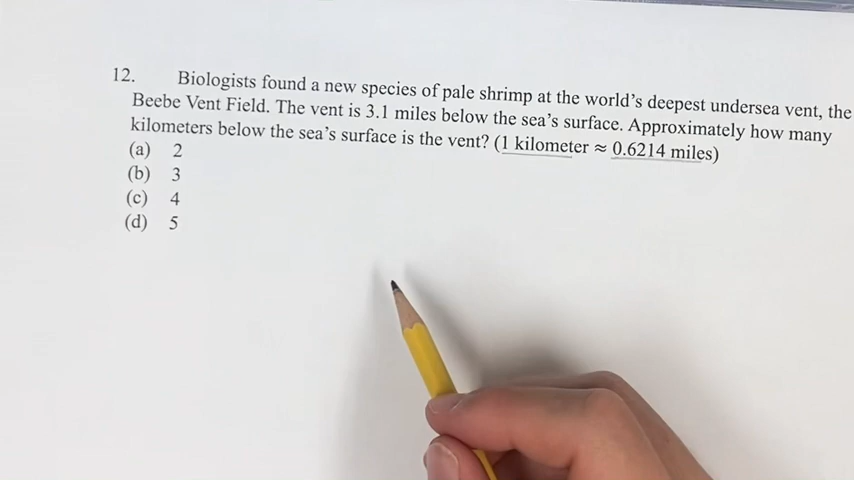 12. Biologists found a new species of pale shrimp at the world's deepest undersea vent, the
Beebe Vent Field. The vent is 3.1 miles below the sea's surface. Approximately how many
kilometers below the sea's surface is the vent? (1 kilometer ≈ 0.6214 miles)
(a) 2
(b) 3
(c) 4
(d) 5